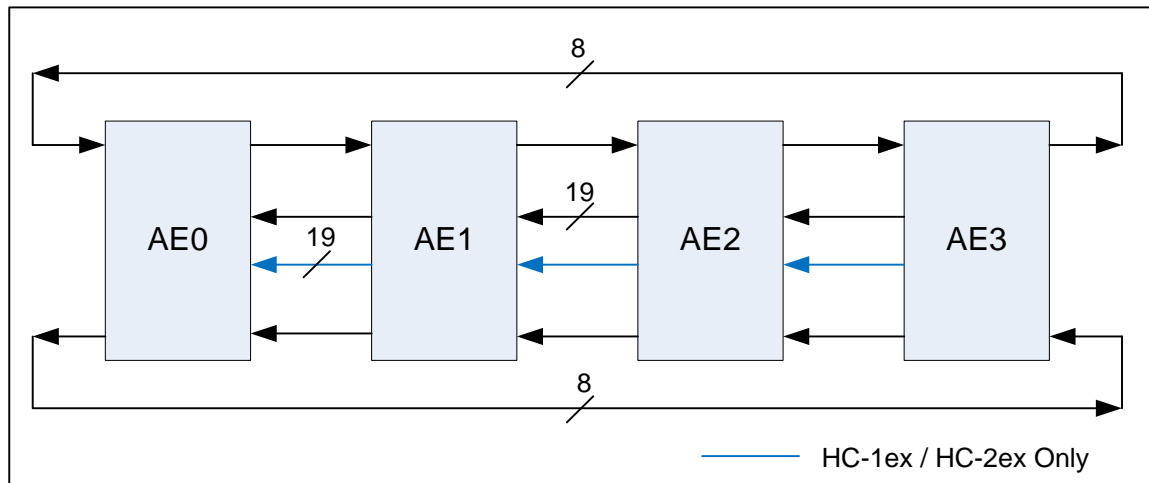 8
19
19
AE0
AE1
AE2
AE3
8
HC-1ex / HC-2ex Only